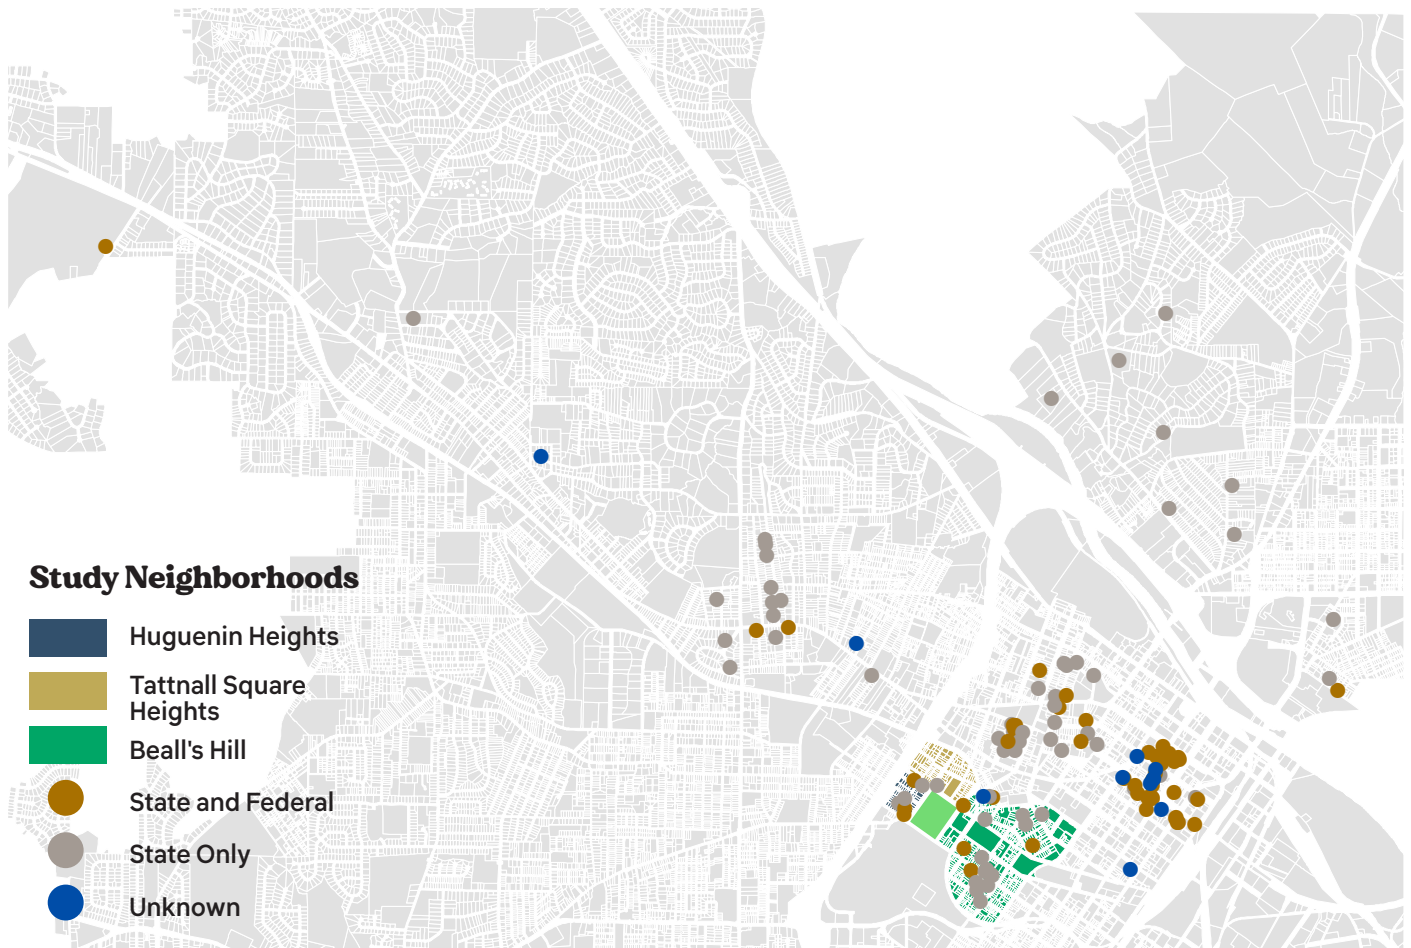 Study Neighborhoods
Huguenin Heights
Tattnall Square
Heights
Beall's Hill
State and Federal
State Only
Unknown